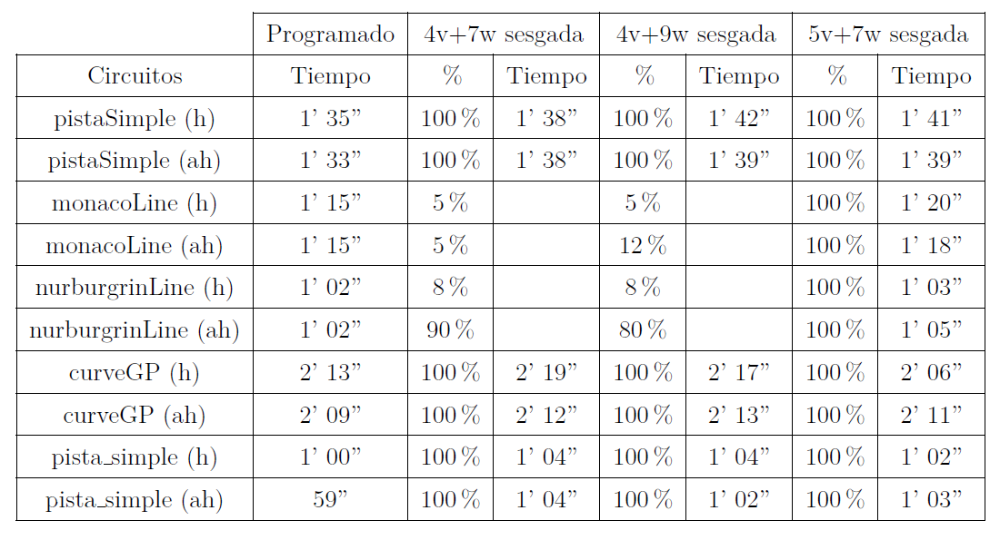 Programado 4v+7w sesgada 4v+9w sesgada 5v+7w sesgada
Circuitos Tiempo % Tiempo % Tiempo % Tiempo
pistaSimple (h) 1’ 35” 100 % 1’ 38” 100 % 1’ 42” 100 % 1’ 41”
pistaSimple (ah) 1’ 33” 100 % 1’ 38” 100 % 1’ 39” 100 % 1’ 39”
monacoLine (h) 1’ 15” 5 % 5 % 100 % 1’ 20”
monacoLine (ah) 1’ 15” 5 % 12 % 100 % 1’ 18”
nurburgrinLine (h) 1’ 02” 8 % 8 % 100 % 1’ 03”
nurburgrinLine (ah) 1’ 02” 90 % 80 % 100 % 1’ 05”
curveGP (h) 2’ 13” 100 % 2’ 19” 100 % 2’ 17” 100 % 2’ 06”
curveGP (ah) 2’ 09” 100 % 2’ 12” 100 % 2’ 13” 100 % 2’ 11”
pista_simple (h) 1’ 00” 100 % 1’ 04” 100 % 1’ 04” 100 % 1’ 02”
pista_simple (ah) 59” 100 % 1’ 04” 100 % 1’ 02” 100 % 1’ 03”